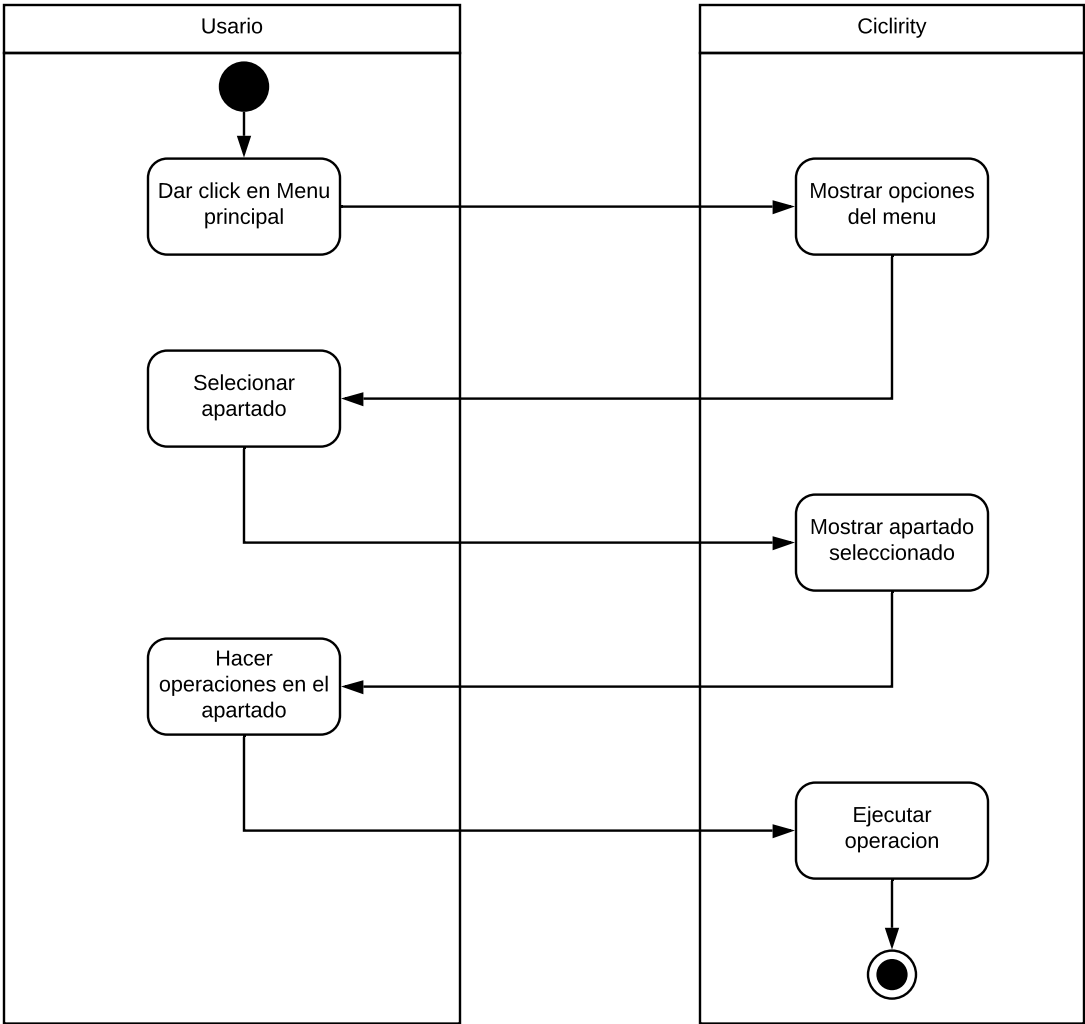 Usario
Ciclirity
Dar click en Menu
principal
Mostrar opciones
del menu
Selecionar
apartado
Mostrar apartado
seleccionado
Hacer
operaciones en el
apartado
Ejecutar
operacion